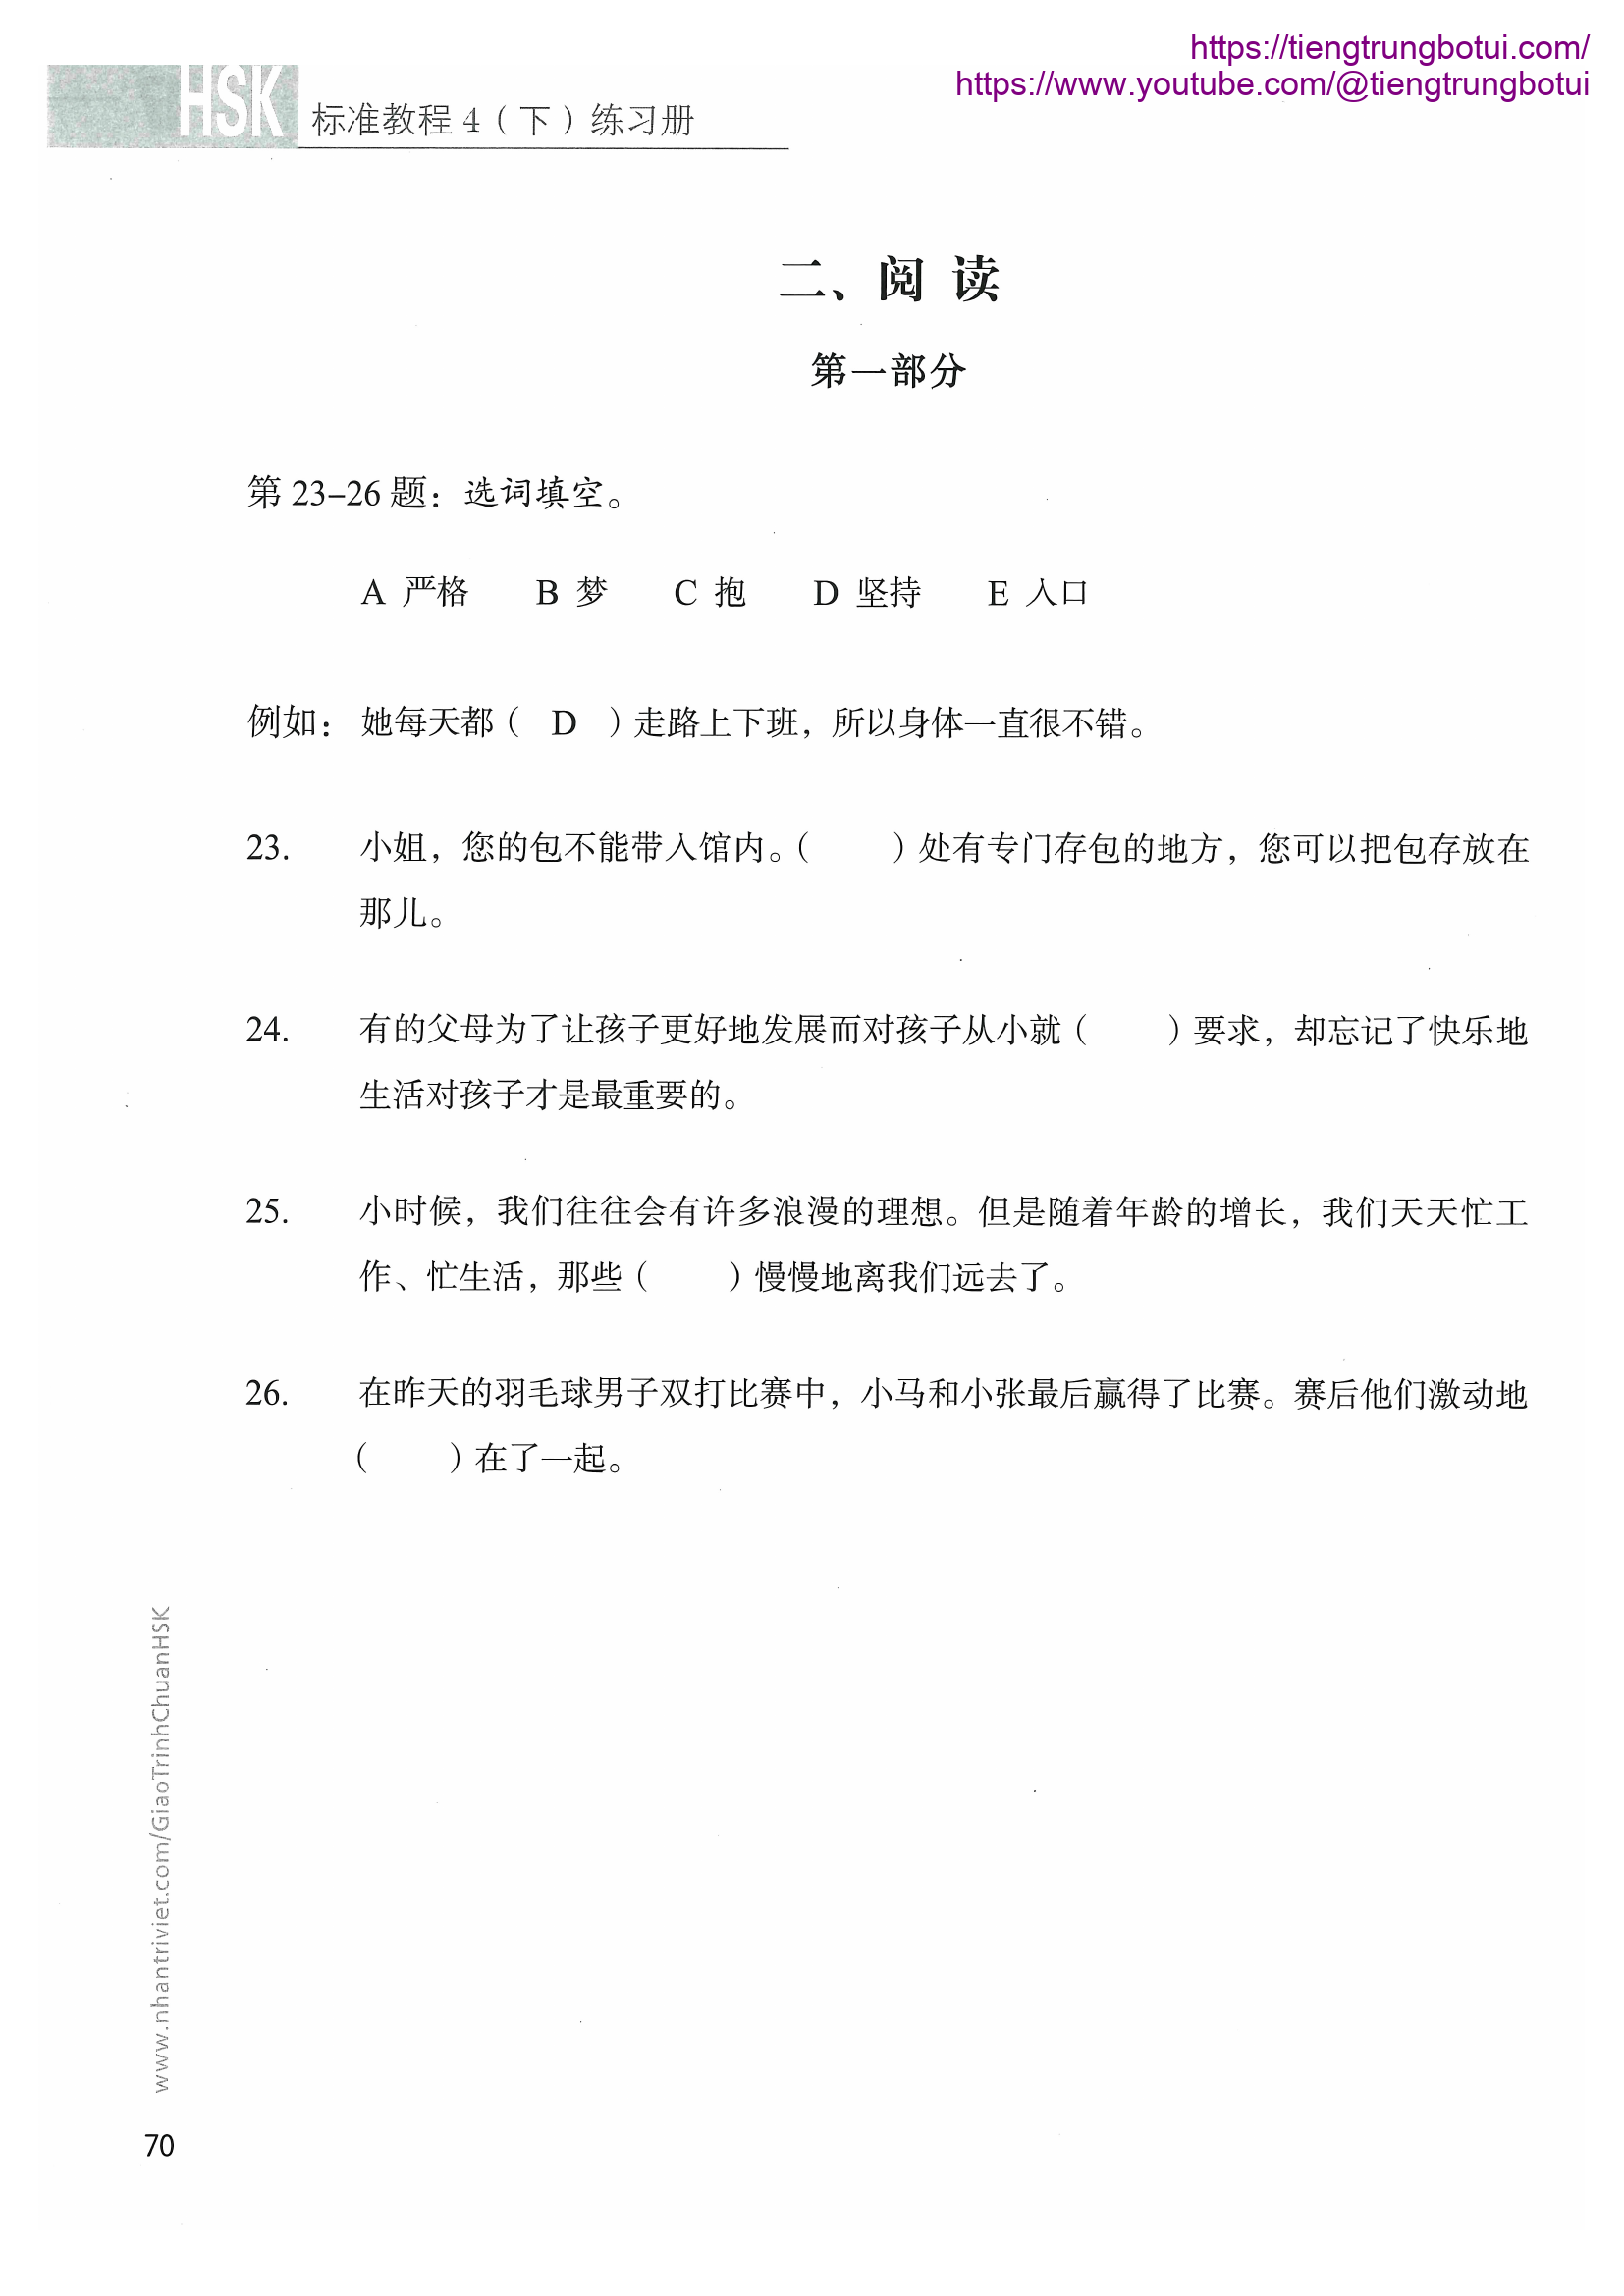 https://tiengtrungbotui.com/
https://www.youtube.com/@tiengtrungbotui
HSK 标准教程 4（下）练习册
二、阅 读
第一部分
第 23–26 题：选词填空。
A 严格 B 梦 C 抱 D 坚持 E 入口
例如：她每天都（ D ）走路上下班，所以身体一直很不错。
23. 小姐，您的包不能带入馆内。（ ）处有专门存包的地方，您可以把包存放在
那儿。
24. 有的父母为了让孩子更好地发展而对孩子从小就（ ）要求，却忘记了快乐地
生活对孩子才是最重要的。
25. 小时候，我们往往会有许多浪漫的理想。但是随着年龄的增长，我们天天忙工
作、忙生活，那些（ ）慢慢地离我们远去了。
26. 在昨天的羽毛球男子双打比赛中，小马和小张最后赢得了比赛。赛后他们激动地
（ ）在了一起。
www.nhantriviet.com/GiaoTrinhChuanHSK
70